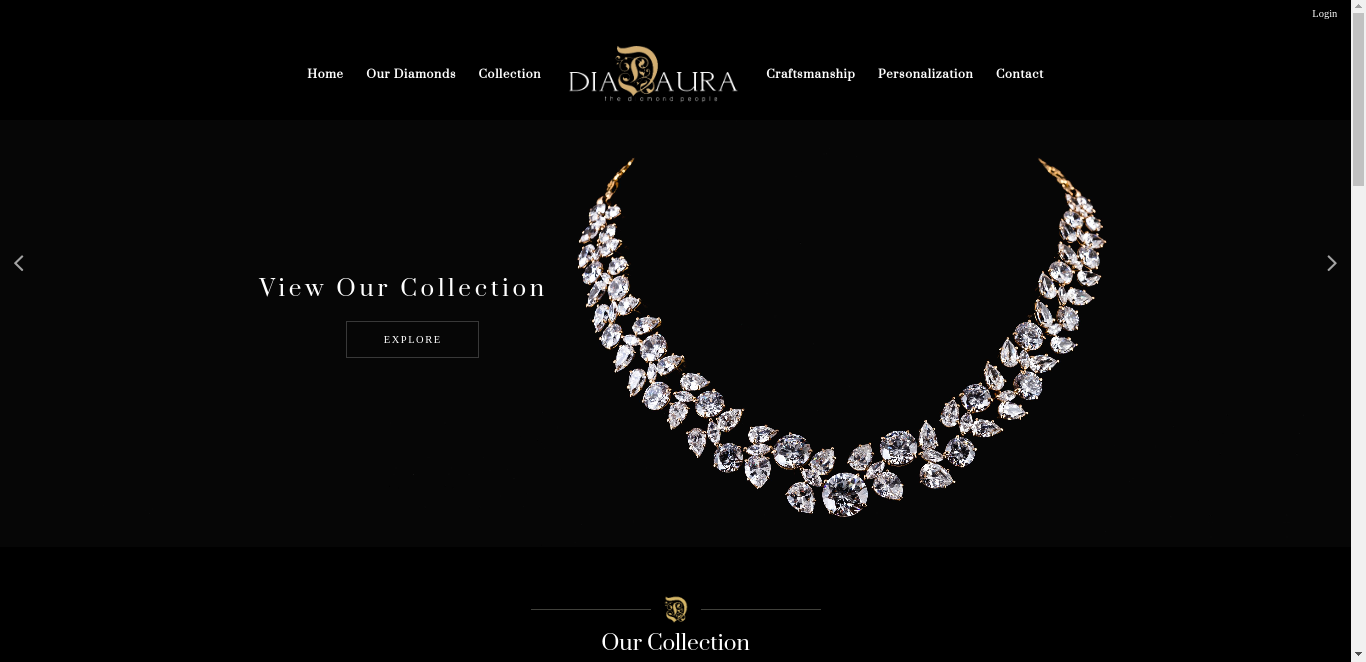 Login
Home Our Diamonds Collection DIADAURA Craftsmanship Personalization Contact
the diamond people
View Our Collection
EXPLORE
D
Our Collection